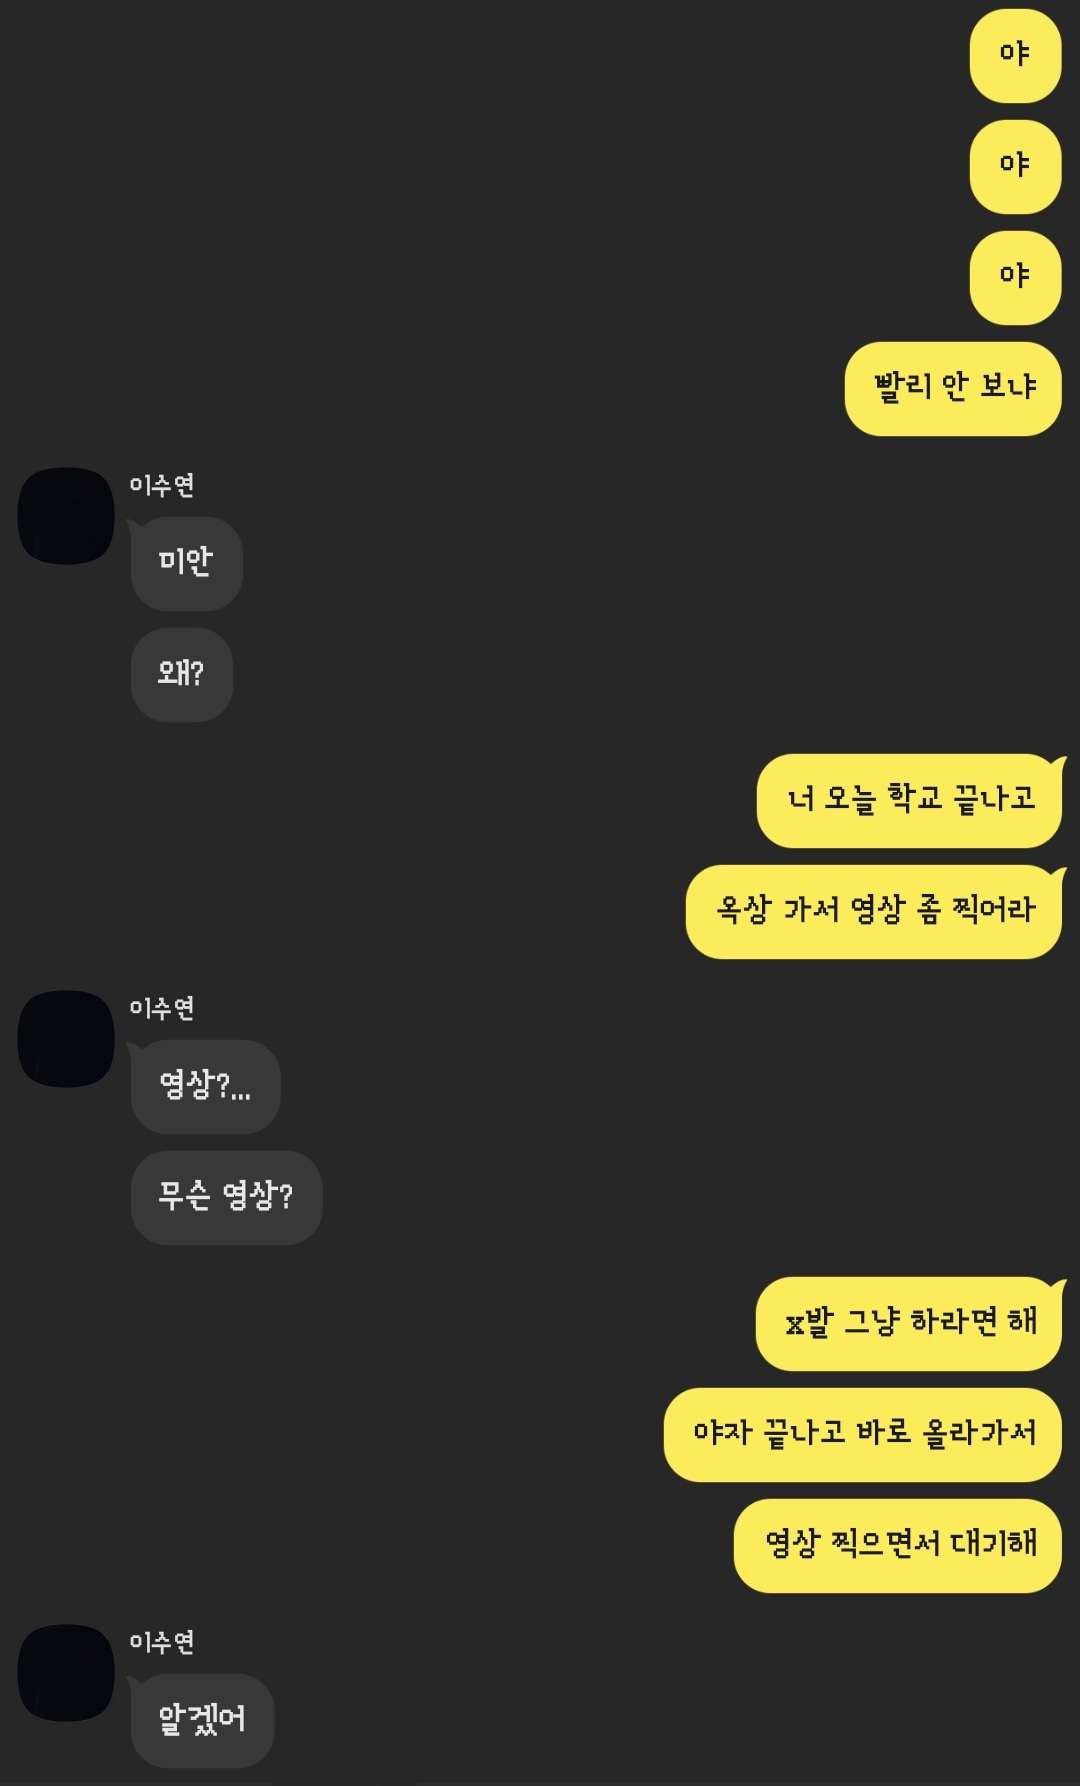 야
야
야
빨리 안 보냐
이수연
미안
왜?
너 오늘 학교 끝나고
옥상 가서 영상 좀 찍어라
이수연
영상?...
무슨 영상?
x발 그냥 하라면 해
야자 끝나고 바로 올라가서
영상 찍으면서 대기해
이수연
알겠어